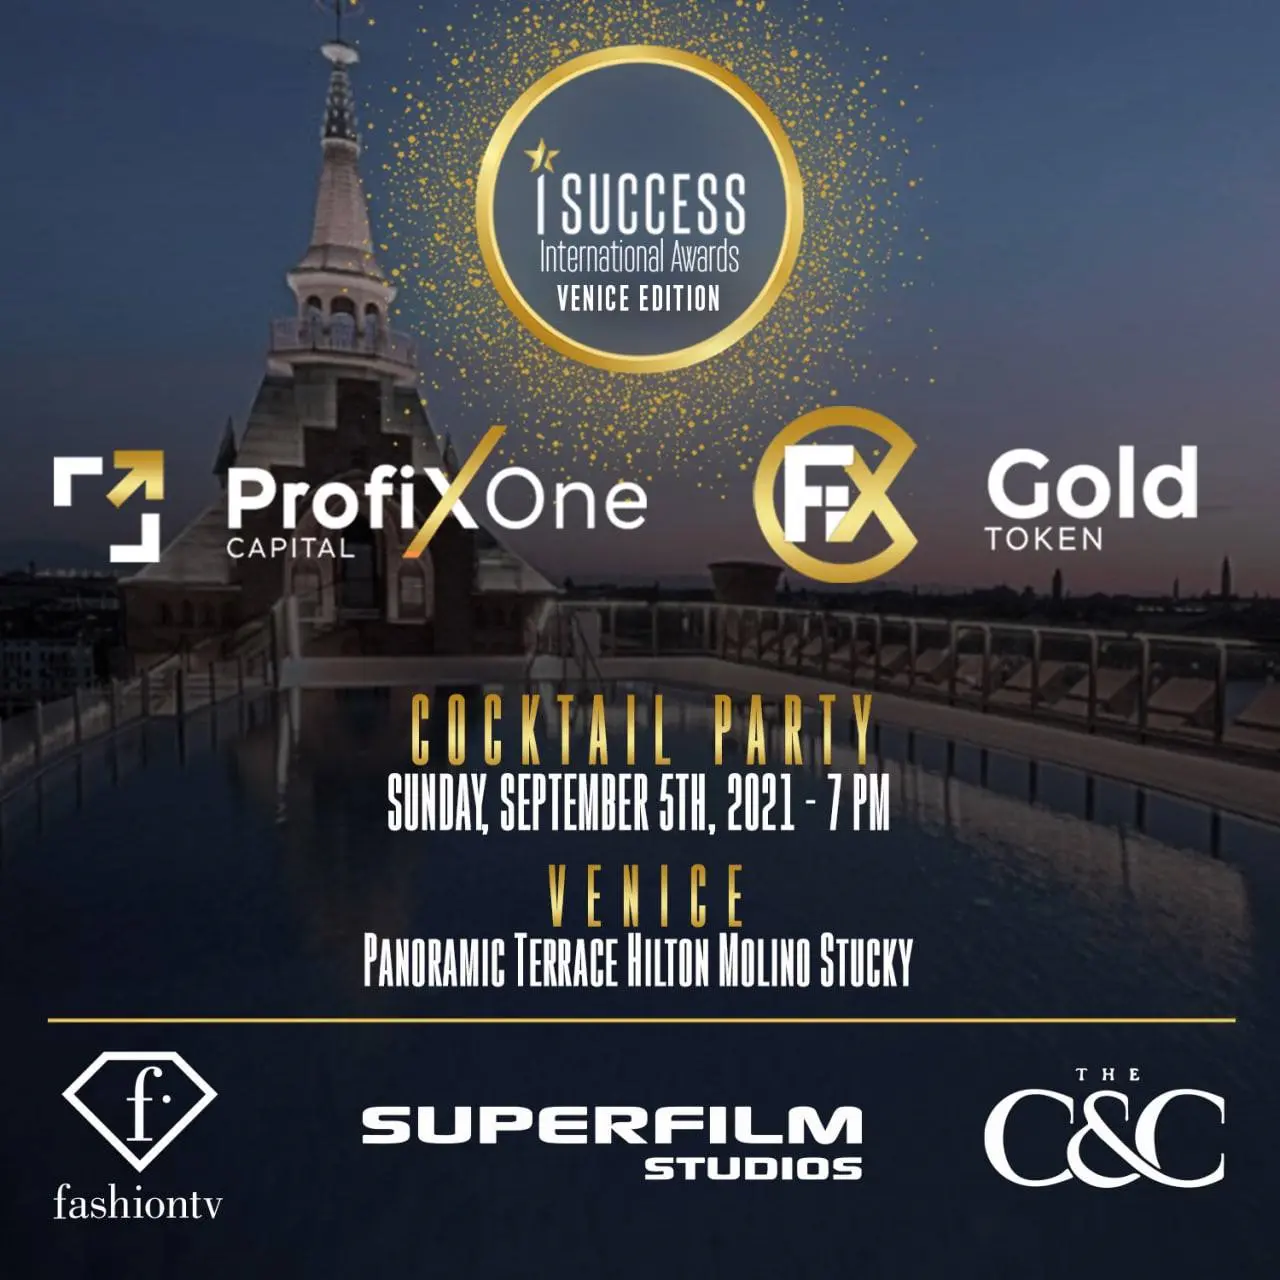 i SUCCESS
International Awards
VENICE EDITION
ProfiXOne
CAPITAL
FiX
Gold
TOKEN
COCKTAIL PARTY
SUNDAY, SEPTEMBER 5TH, 2021 - 7 PM
VENICE
PANORAMIC TERRACE HILTON MOLINO STUCKY
f.
fashiontv
SUPERFILM
STUDIOS
THE
C&C